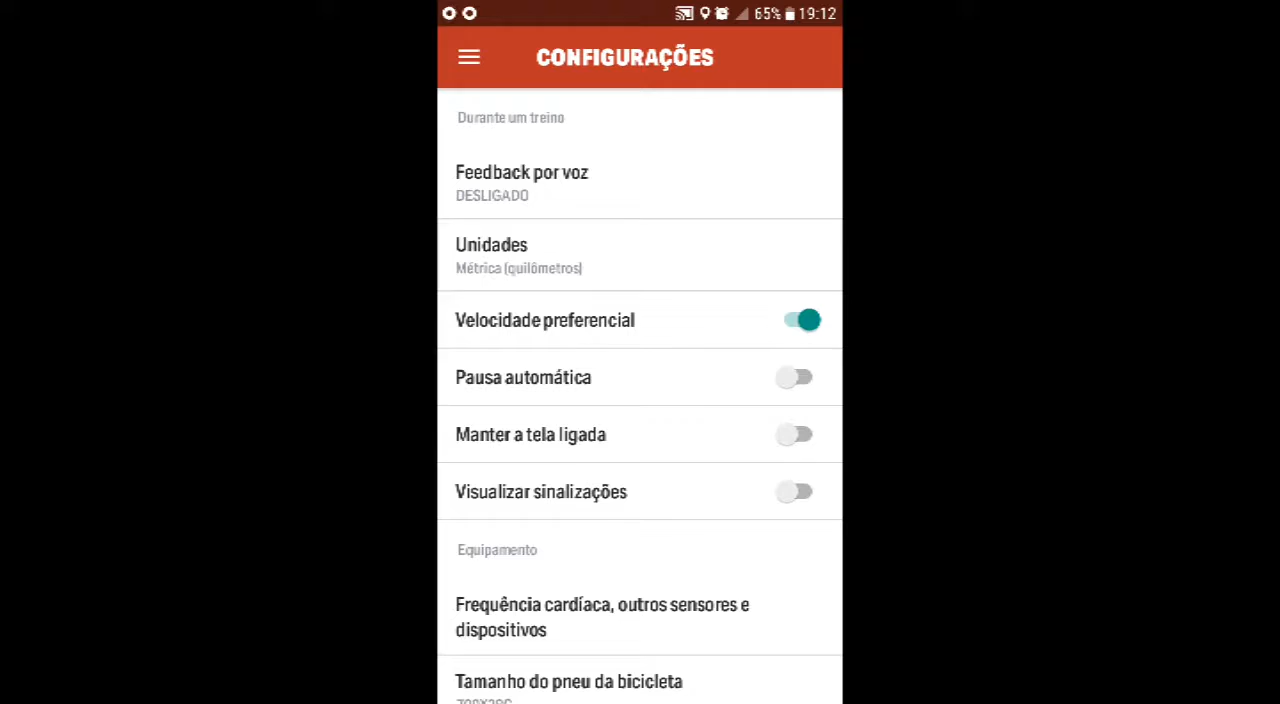 65% 19:12
CONFIGURAÇÕES
Durante um treino
Feedback por voz
DESLIGADO
Unidades
Métrica (quilômetros)
Velocidade preferencial
Pausa automática
Manter a tela ligada
Visualizar sinalizações
Equipamento
Frequência cardíaca, outros sensores e
dispositivos
Tamanho do pneu da bicicleta